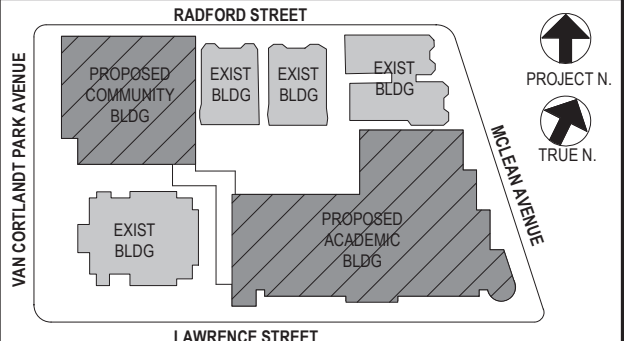 RADFORD STREET
PROPOSED
COMMUNITY
BLDG
EXIST
BLDG
EXIST
BLDG
EXIST
BLDG
PROJECT N.
TRUE N.
VAN CORTLANDT PARK AVENUE
MCLEAN AVENUE
EXIST
BLDG
PROPOSED
ACADEMIC
BLDG
LAWRENCE STREET